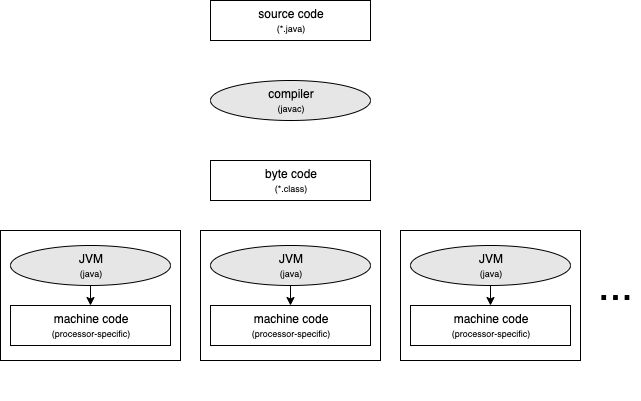 source code
(*.java)
compiler
(javac)
byte code
(*.class)
JVM
(java)
machine code
(processor-specific)
JVM
(java)
machine code
(processor-specific)
JVM
(java)
machine code
(processor-specific)
...